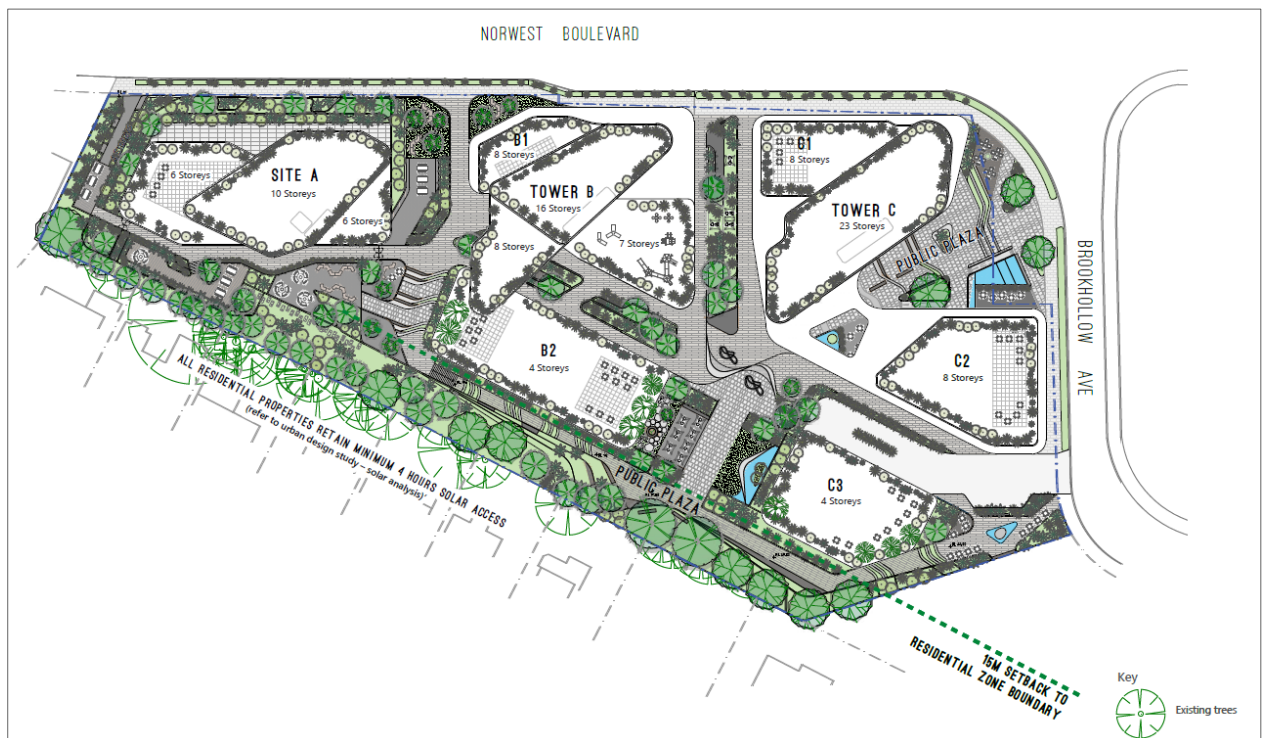 NORWEST BOULEVARD
SITE A
10 Storeys
6 Storeys
6 Storeys
B1
8 Storeys
TOWER B
16 Storeys
8 Storeys
7 Storeys
B2
4 Storeys
C1
8 Storeys
TOWER C
23 Storeys
PUBLIC PLAZA
C2
8 Storeys
C3
4 Storeys
PUBLIC PLAZA
BROOKHOLLOW AVE
ALL RESIDENTIAL PROPERTIES RETAIN MINIMUM 4 HOURS SOLAR ACCESS
(refer to urban design study – solar analysis)
15M SETBACK TO
RESIDENTIAL ZONE BOUNDARY
Key
Existing trees